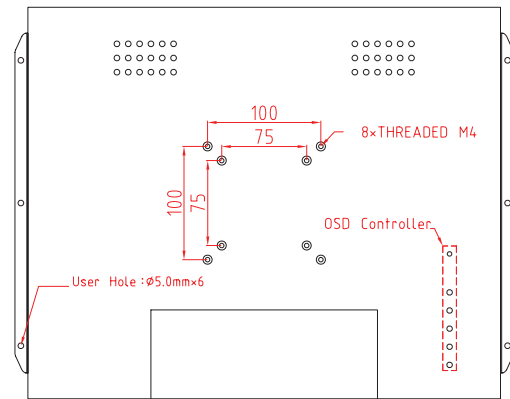 100
8×THREADED M4
75
100
75
OSD Controller
User Hole :Ø5.0mm×6